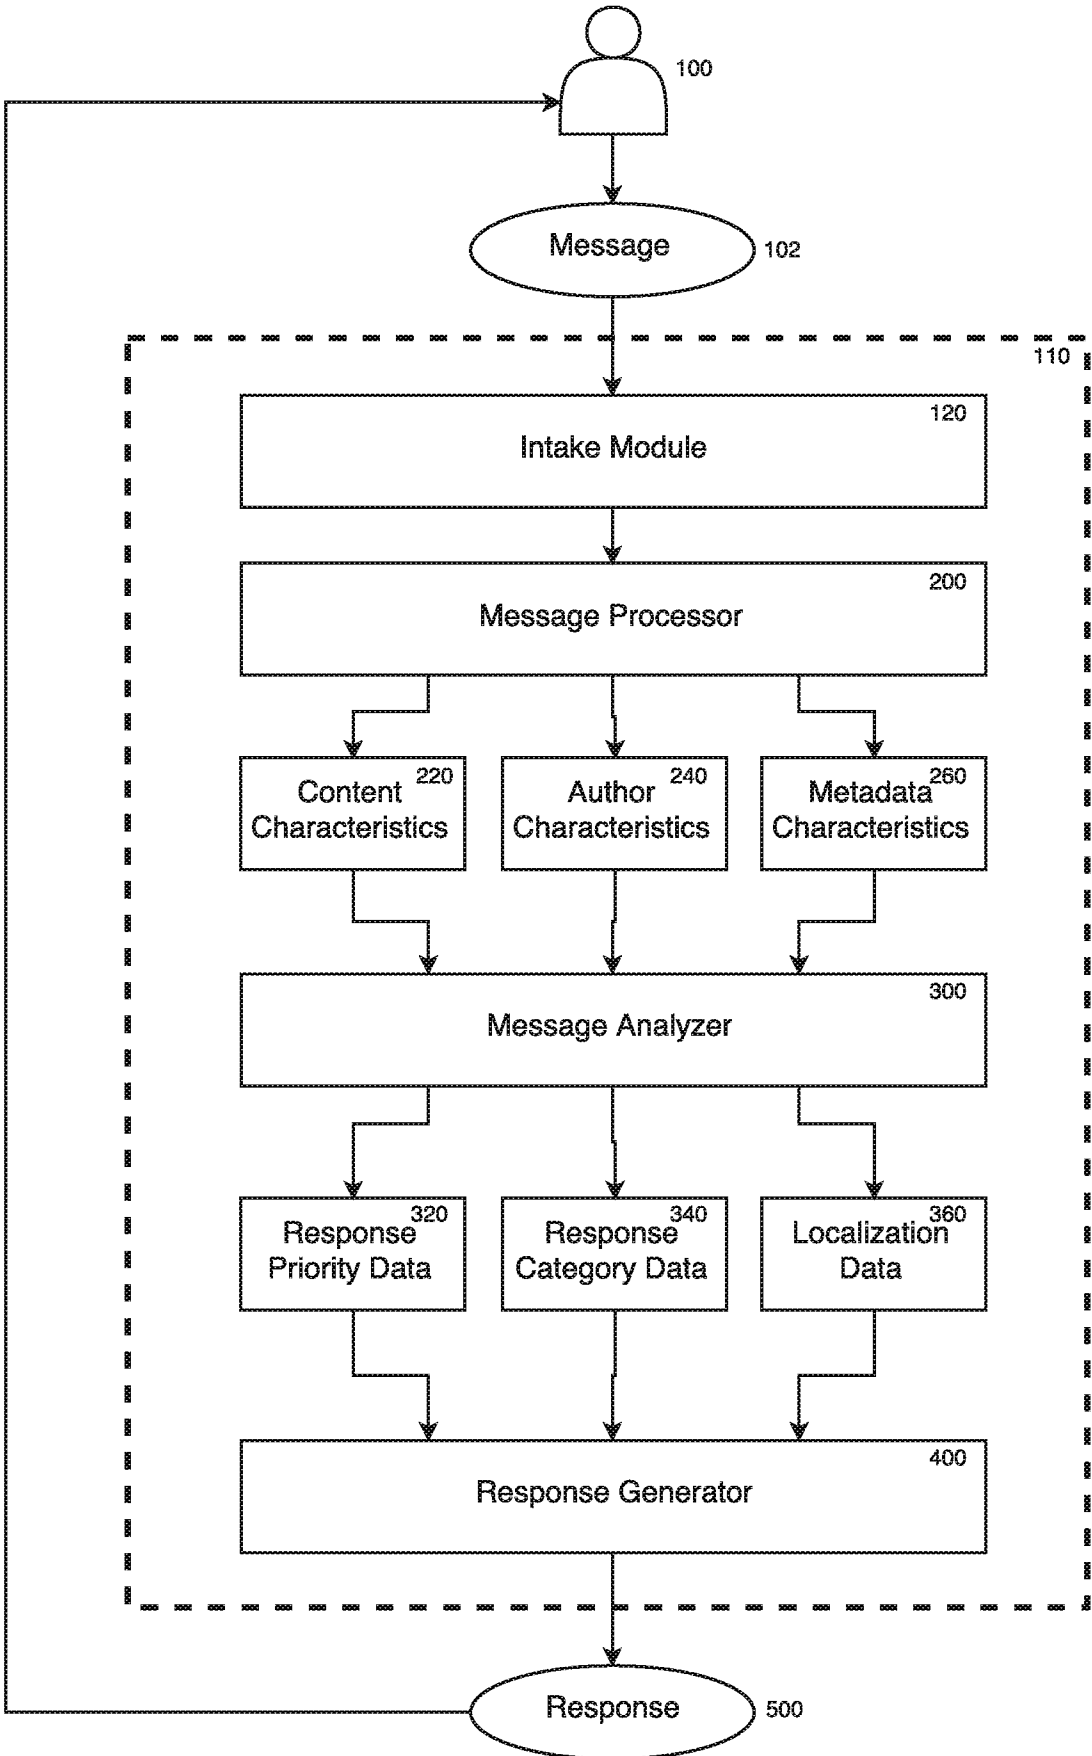 100
Message
102
110
120
Intake Module
200
Message Processor
220
Content
Characteristics
240
Author
Characteristics
260
Metadata
Characteristics
300
Message Analyzer
320
Response
Priority Data
340
Response
Category Data
360
Localization
Data
400
Response Generator
Response
500